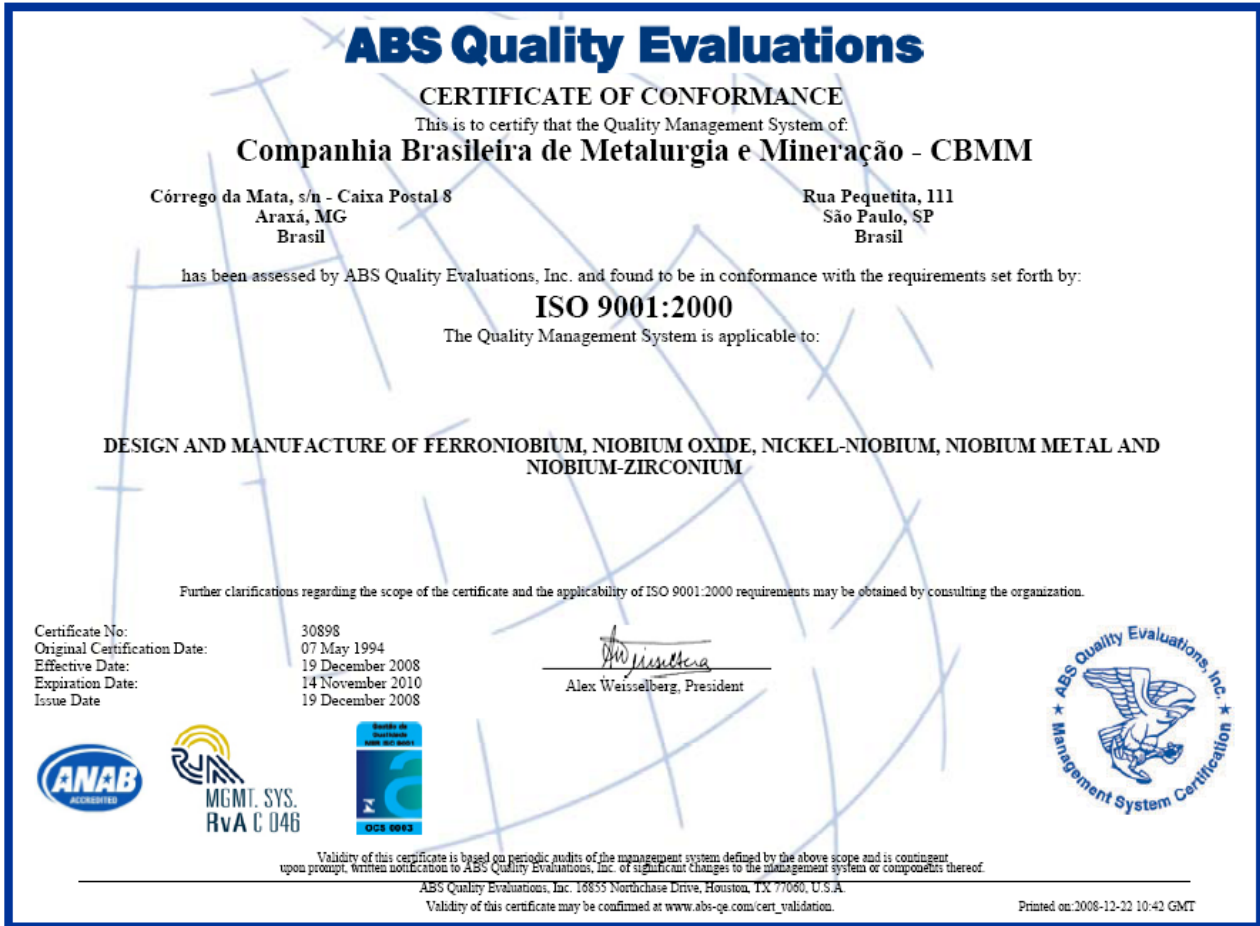 ABS Quality Evaluations
CERTIFICATE OF CONFORMANCE
This is to certify that the Quality Management System of:
Companhia Brasileira de Metalurgia e Mineração - CBMM
Córrego da Mata, s/n - Caixa Postal 8
Araxá, MG
Brasil
Rua Pequetita, 111
São Paulo, SP
Brasil
has been assessed by ABS Quality Evaluations, Inc. and found to be in conformance with the requirements set forth by:
ISO 9001:2000
The Quality Management System is applicable to:
DESIGN AND MANUFACTURE OF FERRONIOBIUM, NIOBIUM OXIDE, NICKEL-NIOBIUM, NIOBIUM METAL AND
NIOBIUM-ZIRCONIUM
Further clarifications regarding the scope of the certificate and the applicability of ISO 9001:2000 requirements may be obtained by consulting the organization.
Certificate No: 30898
Original Certification Date: 07 May 1994
Effective Date: 19 December 2008
Expiration Date: 14 November 2010
Issue Date 19 December 2008
Alex Weisselberg, President
ABS Quality Evaluations, Inc.
Management System Certification
ANAB
ACCREDITED
MGMT. SYS.
RvA C 046
Gestão de
Qualidade
NBR ISO 9001
OCS 0003
Validity of this certificate is based on periodic audits of the management system defined by the above scope and is contingent
upon prompt, written notification to ABS Quality Evaluations, Inc. of significant changes to the management system or components thereof.
ABS Quality Evaluations, Inc. 16855 Northchase Drive, Houston, TX 77060, U.S.A.
Validity of this certificate may be confirmed at www.abs-qe.com/cert_validation.
Printed on:2008-12-22 10:42 GMT